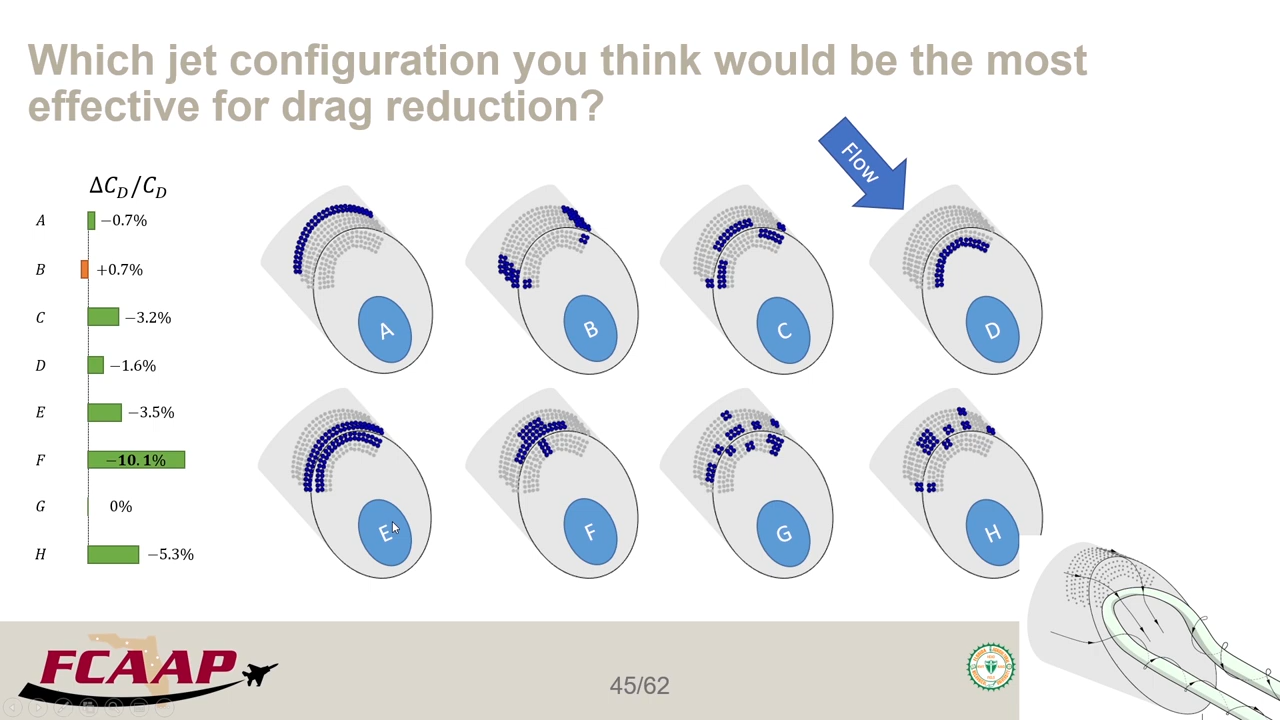 Which jet configuration you think would be the most
effective for drag reduction?
Flow
ΔC_D/C_D
A −0.7%
B +0.7%
C −3.2%
D −1.6%
E −3.5%
F −10.1%
G 0%
H −5.3%
A
B
C
D
E
F
G
H
FCAAP
45/62